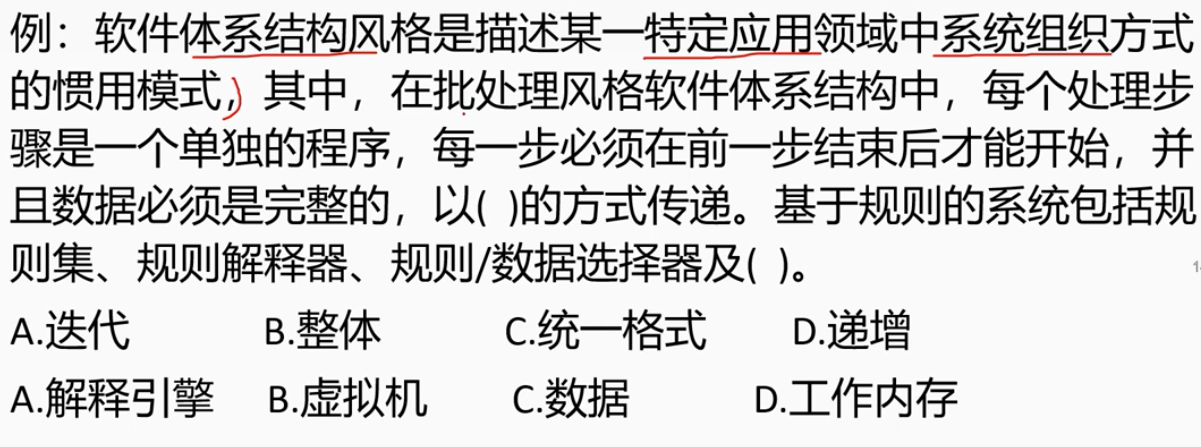 例：软件体系结构风格是描述某一特定应用领域中系统组织方式
的惯用模式，其中，在批处理风格软件体系结构中，每个处理步
骤是一个单独的程序，每一步必须在前一步结束后才能开始，并
且数据必须是完整的，以( )的方式传递。基于规则的系统包括规
则集、规则解释器、规则/数据选择器及( )。
A.迭代 B.整体 C.统一格式 D.递增
A.解释引擎 B.虚拟机 C.数据 D.工作内存